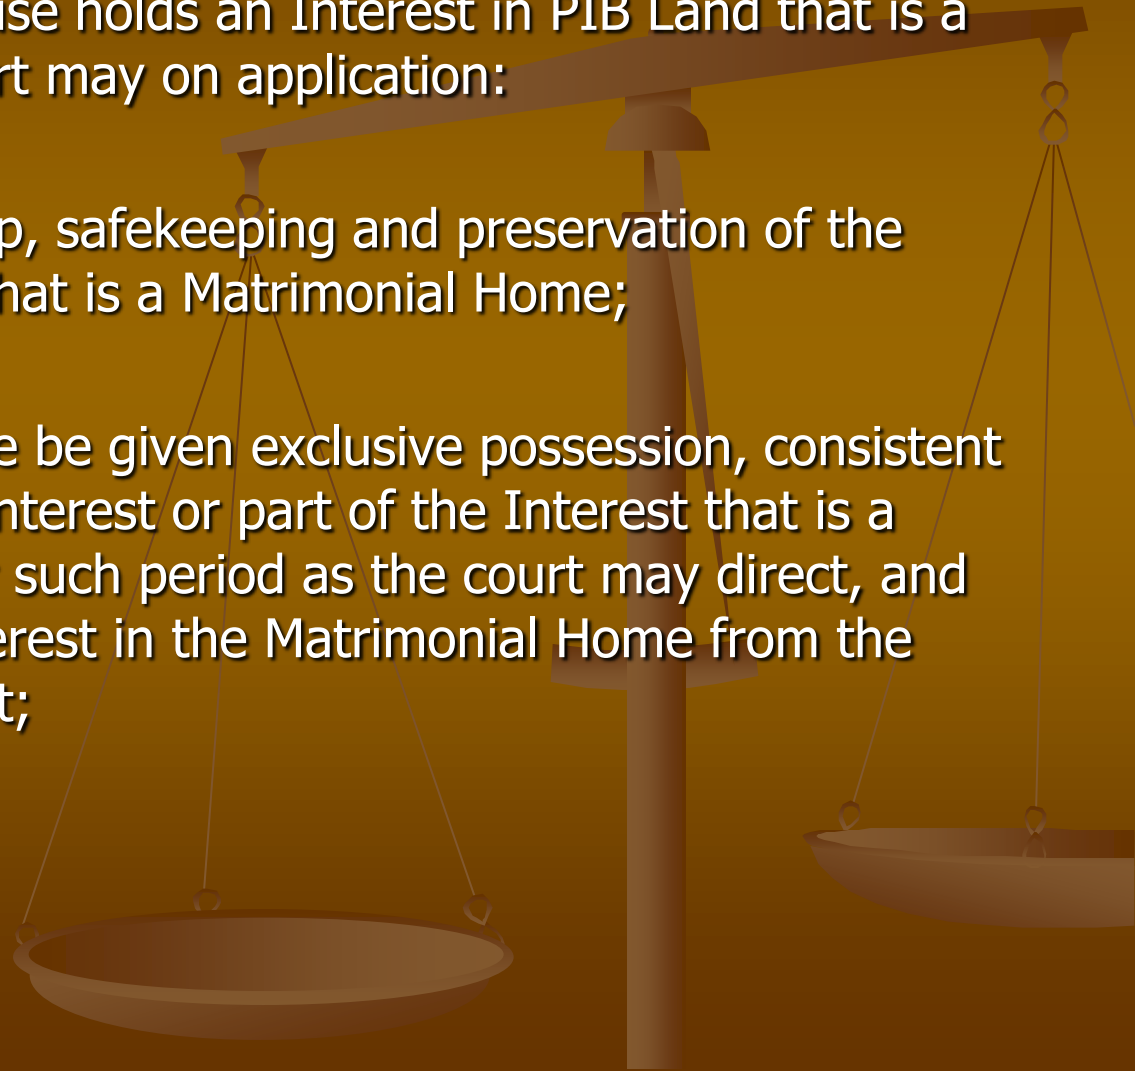 ise holds an Interest in PIB Land that is a
rt may on application:
p, safekeeping and preservation of the
hat is a Matrimonial Home;
e be given exclusive possession, consistent
nterest or part of the Interest that is a
such period as the court may direct, and
erest in the Matrimonial Home from the
t;